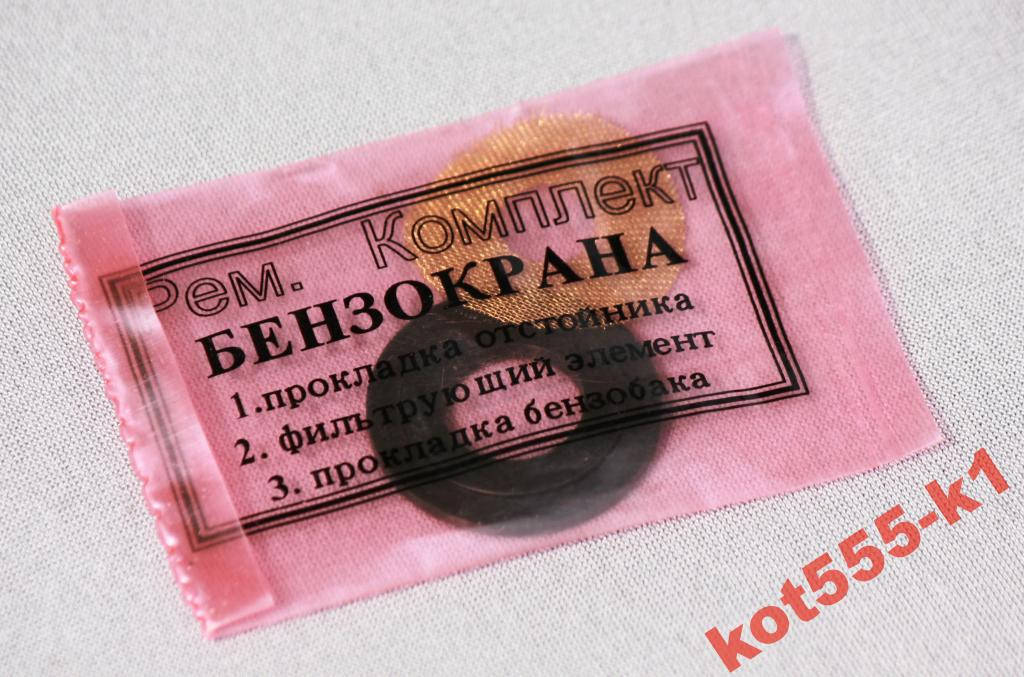 Рем. Комплект
БЕНЗОКРАНА
1.прокладка отстойника
2. фильтрующий элемент
3. прокладка бензобака
kot555-k1